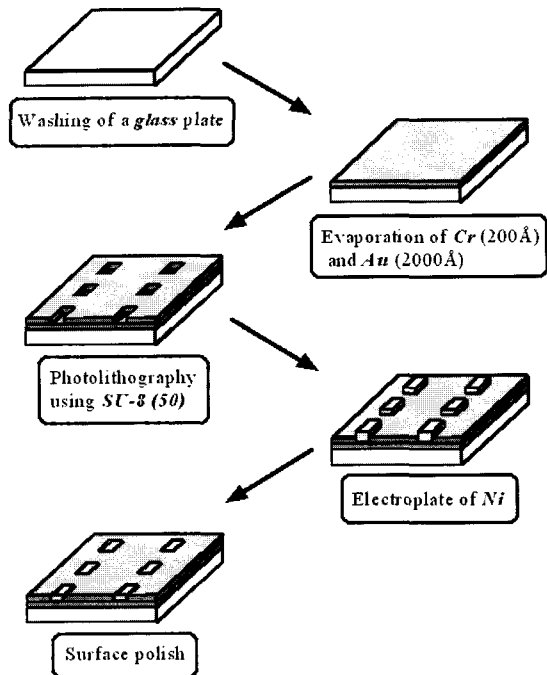 Washing of a glass plate
Evaporation of Cr (200Å)
and Au (2000Å)
Photolithography
using SU-8 (50)
Electroplate of Ni
Surface polish